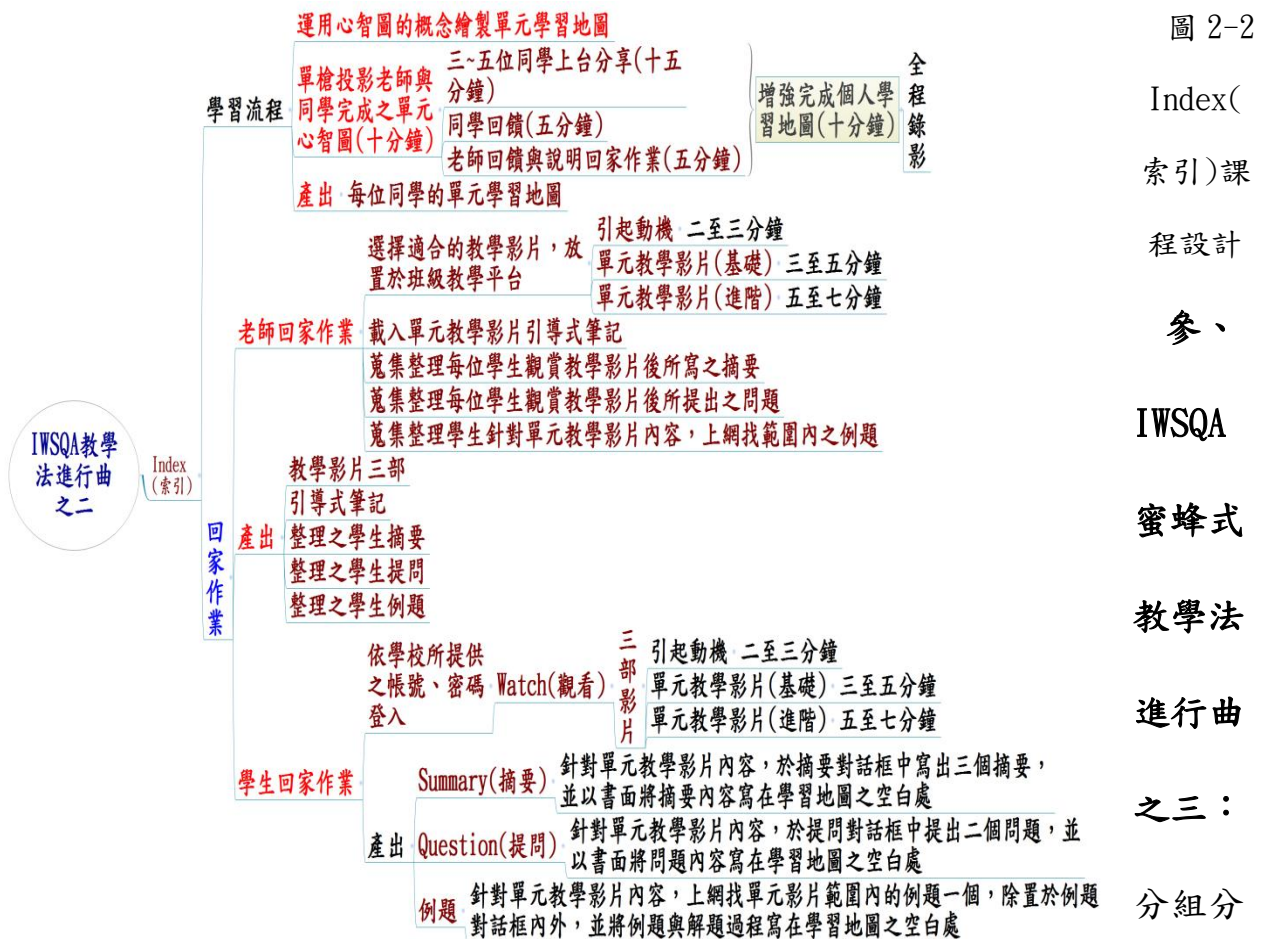 IWSQA教學
法進行曲
之二
Index
(索引)
學習流程
運用心智圖的概念繪製單元學習地圖
單槍投影老師與
同學完成之單元
心智圖(十分鐘)
三~五位同學上台分享(十五
分鐘)
同學回饋(五分鐘)
老師回饋與說明回家作業(五分鐘)
增強完成個人學
習地圖(十分鐘)
全程錄影
產出
每位同學的單元學習地圖
回家作業
老師回家作業
選擇適合的教學影片，放
置於班級教學平台
引起動機
二至三分鐘
單元教學影片(基礎)
三至五分鐘
單元教學影片(進階)
五至七分鐘
載入單元教學影片引導式筆記
蒐集整理每位學生觀賞教學影片後所寫之摘要
蒐集整理每位學生觀賞教學影片後所提出之問題
蒐集整理學生針對單元教學影片內容，上網找範圍內之例題
產出
教學影片三部
引導式筆記
整理之學生摘要
整理之學生提問
整理之學生例題
學生回家作業
依學校所提供
之帳號、密碼
登入
Watch(觀看)
三部影片
引起動機
二至三分鐘
單元教學影片(基礎)
三至五分鐘
單元教學影片(進階)
五至七分鐘
產出
Summary(摘要)
針對單元教學影片內容，於摘要對話框中寫出三個摘要，
並以書面將摘要內容寫在學習地圖之空白處
Question(提問)
針對單元教學影片內容，於提問對話框中提出二個問題，並
以書面將問題內容寫在學習地圖之空白處
例題
針對單元教學影片內容，上網找單元影片範圍內的例題一個，除置於例題
對話框內外，並將例題與解題過程寫在學習地圖之空白處
圖 2-2
Index(
索引)課
程設計
參、
IWSQA
蜜蜂式
教學法
進行曲
之三：
分組分